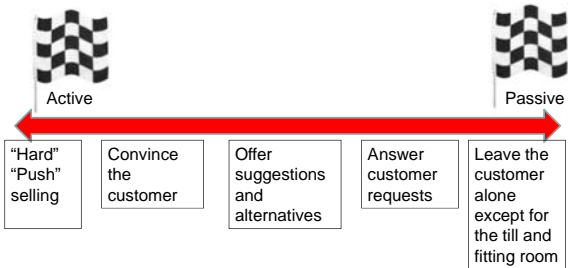 Active
Passive
“Hard”
“Push”
selling
Convince
the
customer
Offer
suggestions
and
alternatives
Answer
customer
requests
Leave the
customer
alone
except for
the till and
fitting room